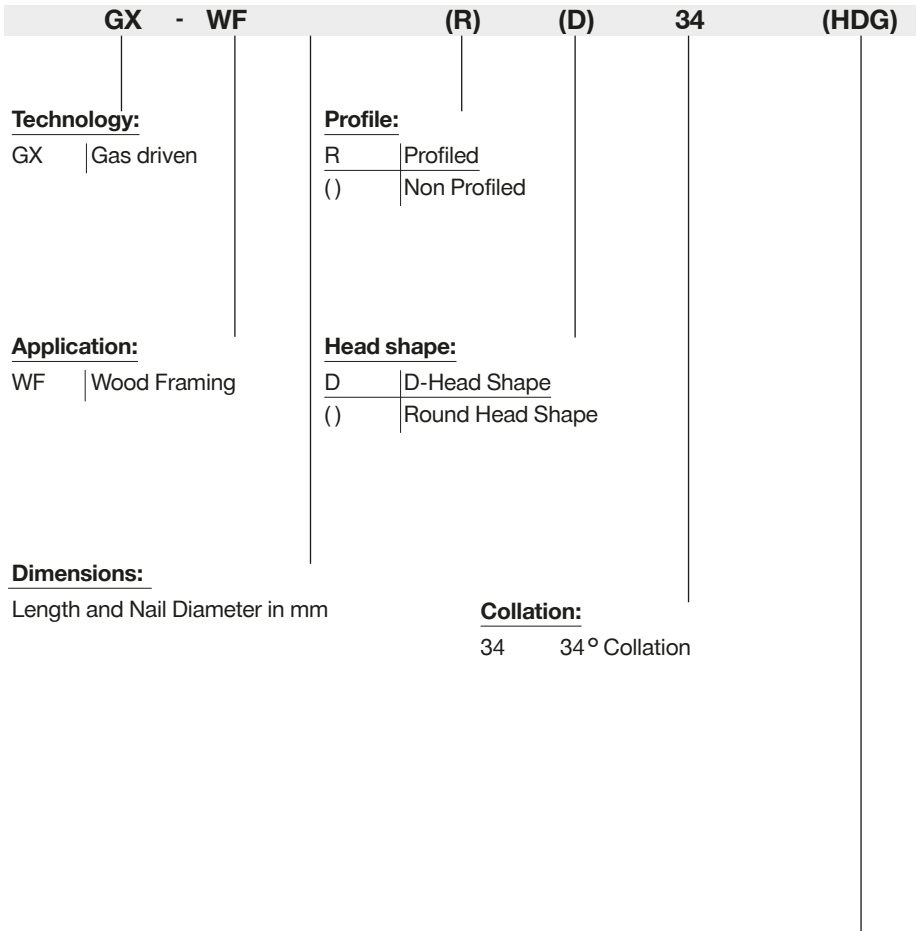 GX - WF (R) (D) 34 (HDG)
Technology:
GX Gas driven
Profile:
R Profiled
( ) Non Profiled
Application:
WF Wood Framing
Head shape:
D D-Head Shape
( ) Round Head Shape
Dimensions:
Length and Nail Diameter in mm
Collation:
34 34° Collation